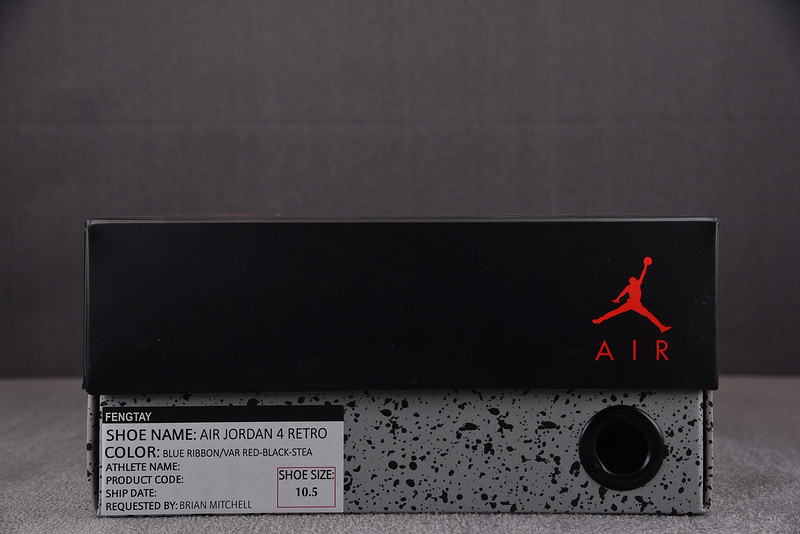 AIR
FENGTAY
SHOE NAME: AIR JORDAN 4 RETRO
COLOR: BLUE RIBBON/VAR RED-BLACK-STEA
ATHLETE NAME:
PRODUCT CODE:
SHIP DATE:
REQUESTED BY: BRIAN MITCHELL
SHOE SIZE:
10.5